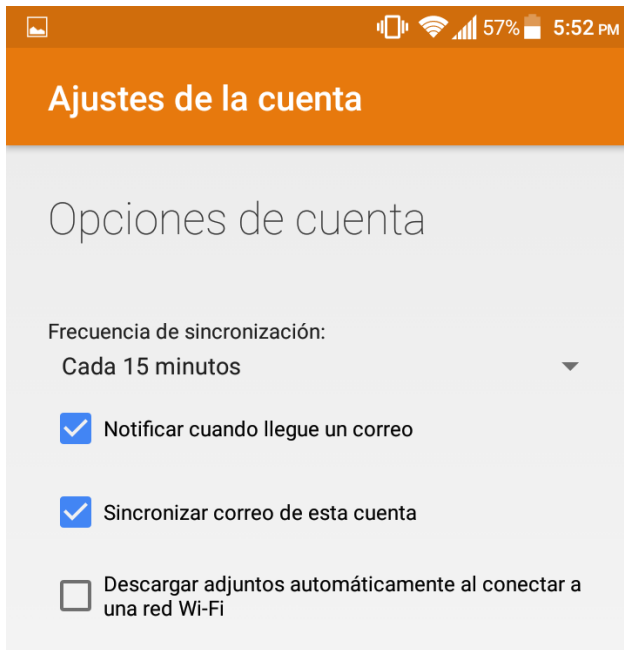 57% 5:52 PM
Ajustes de la cuenta
Opciones de cuenta
Frecuencia de sincronización:
Cada 15 minutos
Notificar cuando llegue un correo
Sincronizar correo de esta cuenta
Descargar adjuntos automáticamente al conectar a
una red Wi-Fi